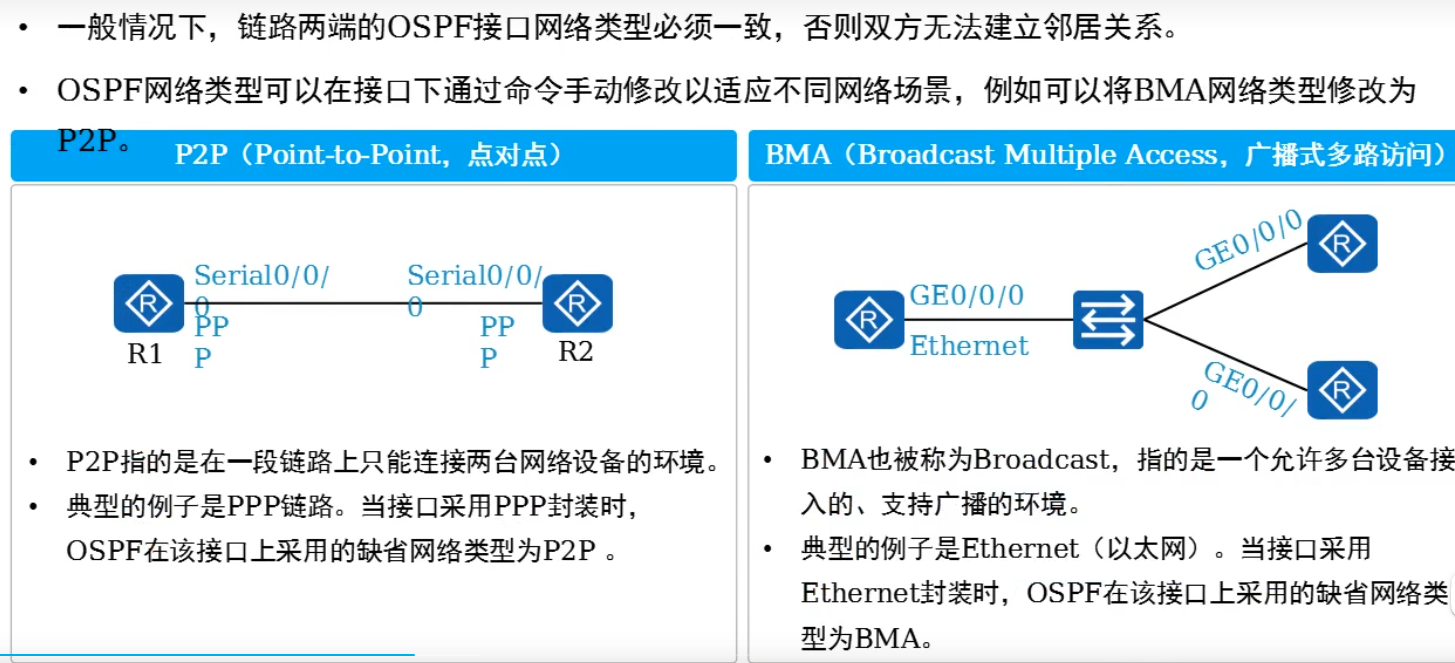 • 一般情况下，链路两端的OSPF接口网络类型必须一致，否则双方无法建立邻居关系。
• OSPF网络类型可以在接口下通过命令手动修改以适应不同网络场景，例如可以将BMA网络类型修改为
P2P。
P2P（Point-to-Point，点对点）
Serial0/0/
0
PP
P
Serial0/0/
0
PP
P
R
R1
R
R2
• P2P指的是在一段链路上只能连接两台网络设备的环境。
• 典型的例子是PPP链路。当接口采用PPP封装时，
OSPF在该接口上采用的缺省网络类型为P2P 。
BMA（Broadcast Multiple Access，广播式多路访问）
R
GE0/0/0
Ethernet
GE0/0/0
R
GE0/0/
0
R
• BMA也被称为Broadcast，指的是一个允许多台设备接
入的、支持广播的环境。
• 典型的例子是Ethernet（以太网）。当接口采用
Ethernet封装时，OSPF在该接口上采用的缺省网络类
型为BMA。